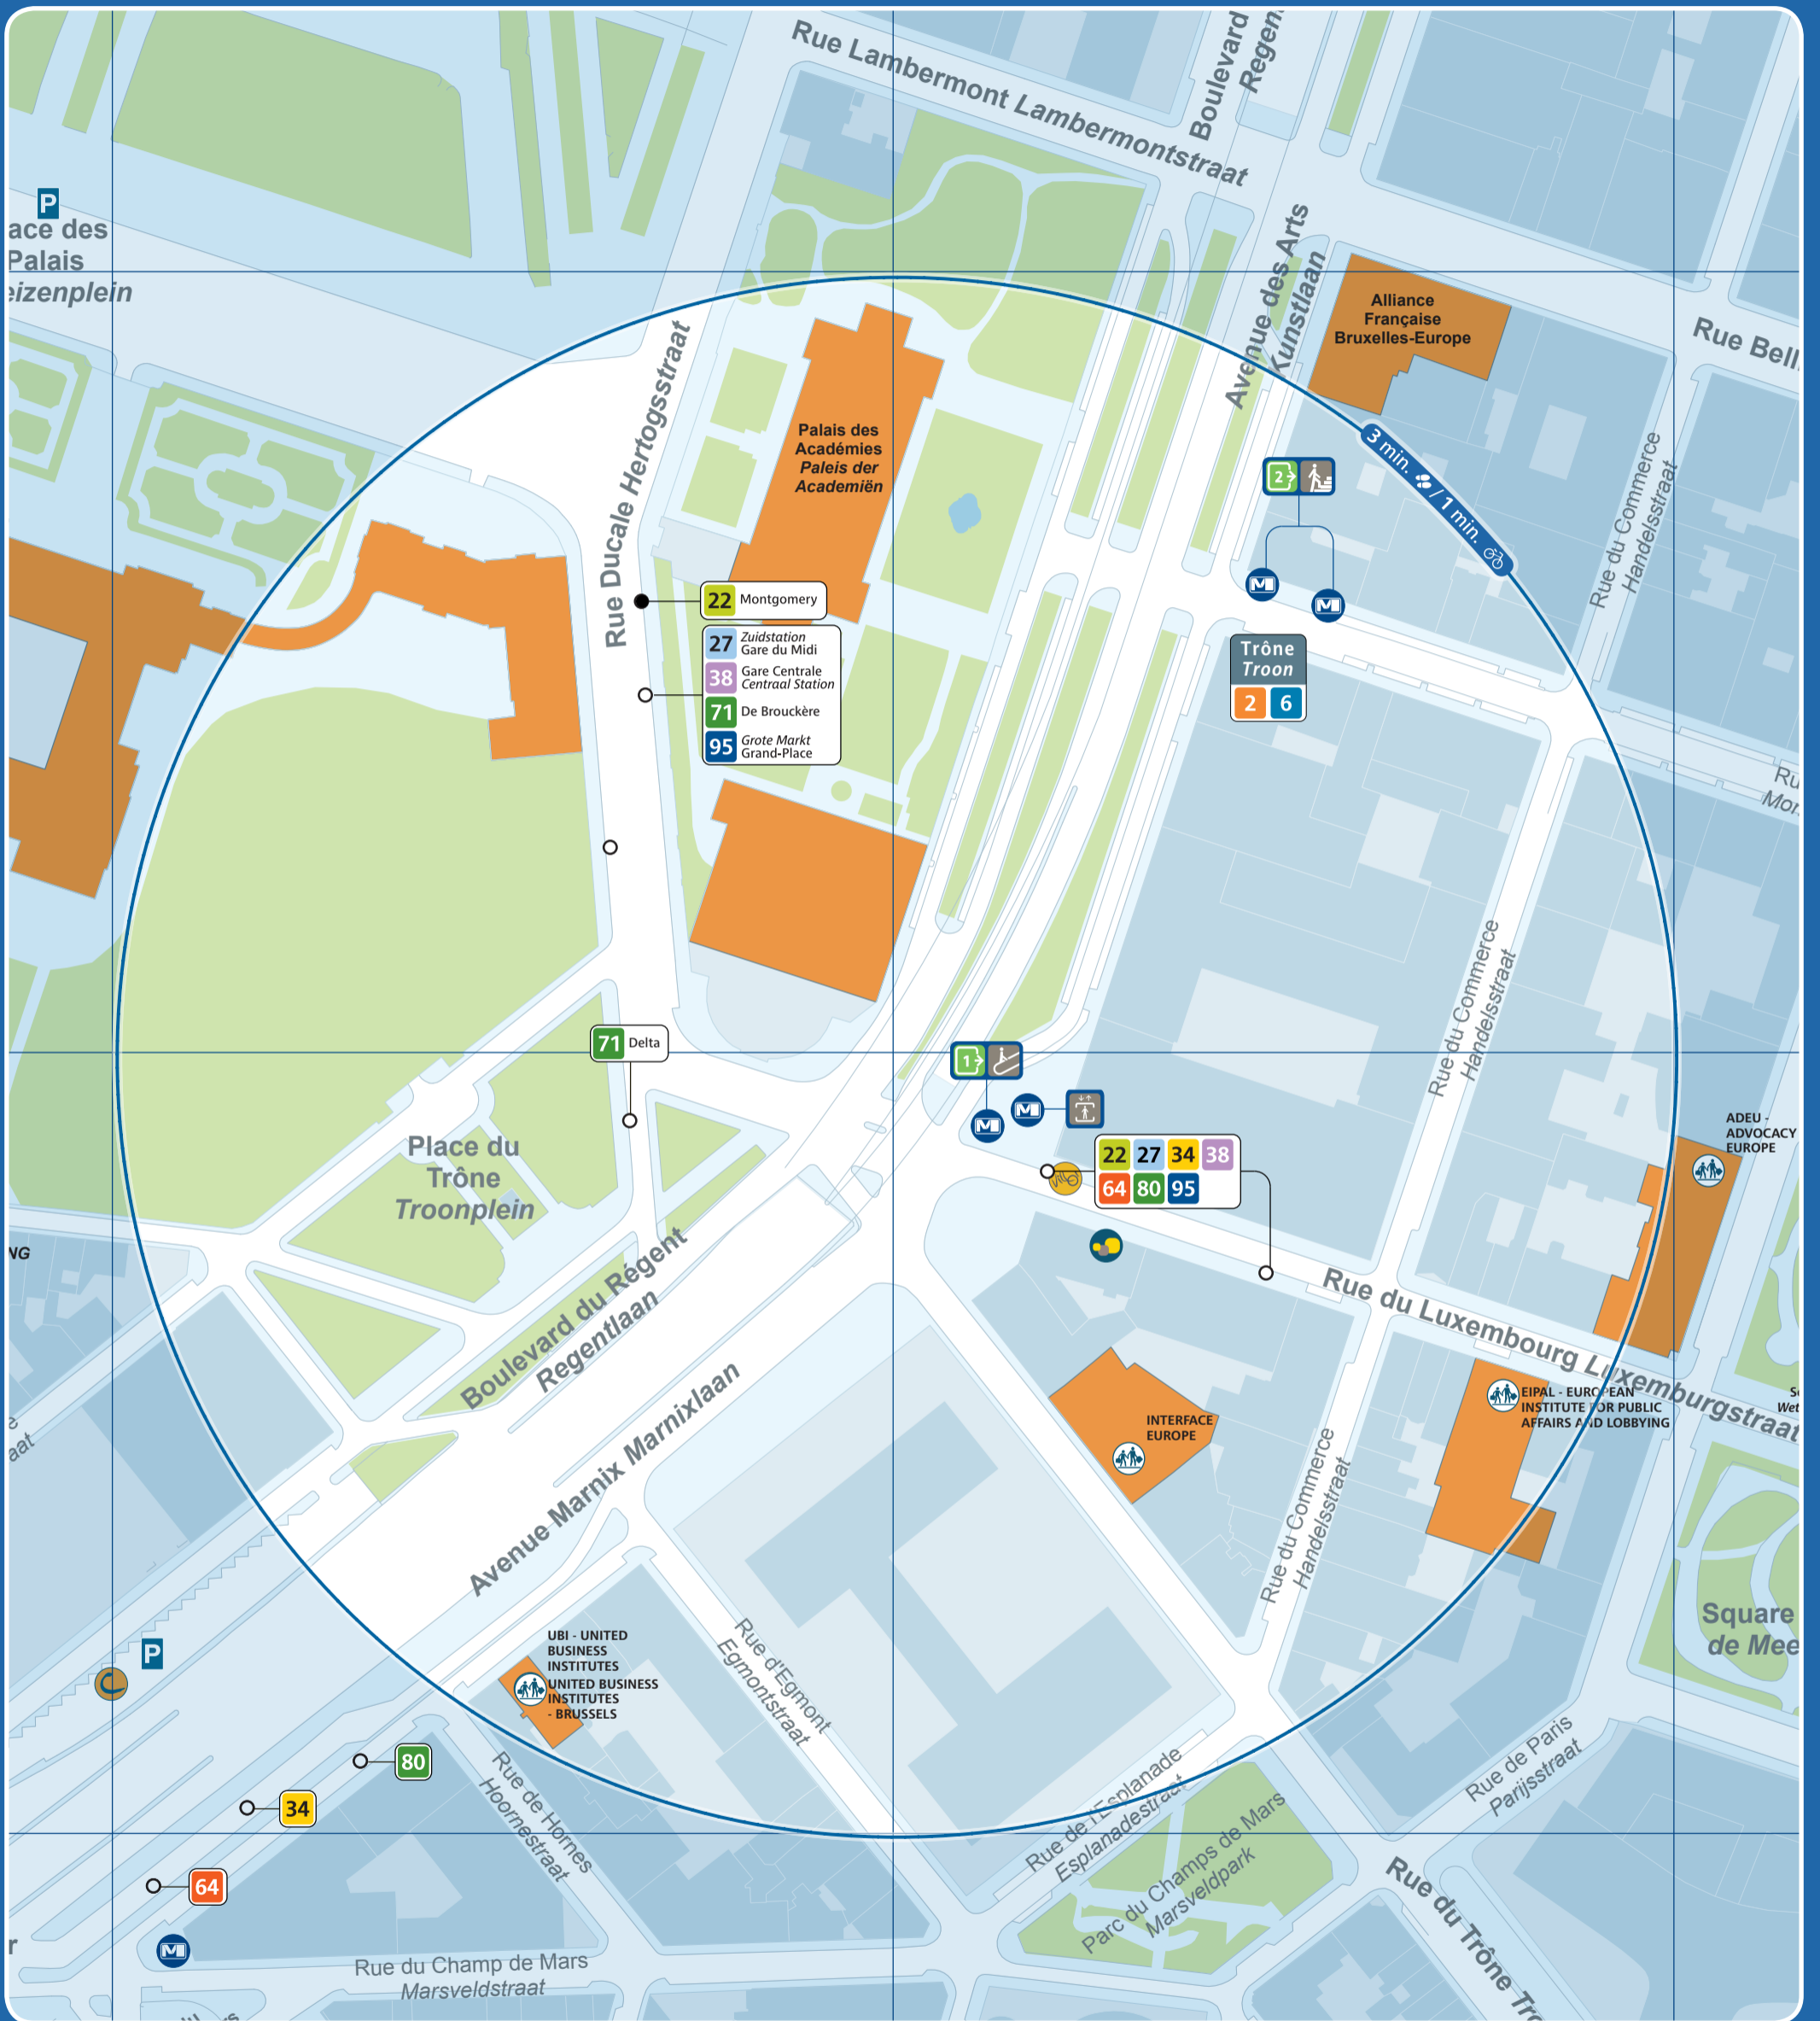 Rue Lambermont Lambermontstraat
Boulevard
P
Palais
Avenue des Arts
Kunstlaan
Alliance
Française
Bruxelles-Europe
3 min. / 1 min.
Rue du Commerce
Handelsstraat
Rue Ducale Hertogsstraat
Palais des
Académies
Paleis der
Academiën
2
M
M
22 Montgomery
27 Zuidstation
Gare du Midi
38 Gare Centrale
Centraal Station
71 De Brouckère
95 Grote Markt
Grand-Place
Trône
Troon
2 6
Rue du Commerce
Handelsstraat
71 Delta
1
M
M
22 27 34 38
64 80 95
ADEU -
ADVOCACY
EUROPE
Place du
Trône
Troonplein
Boulevard du Régent
Regentlaan
Rue du Luxembourg Luxemburgstraat
EIPAL - EUROPEAN
INSTITUTE FOR PUBLIC
AFFAIRS AND LOBBYING
INTERFACE
EUROPE
Avenue Marnix Marnixlaan
Rue du Commerce
Handelsstraat
Square
UBI - UNITED
BUSINESS
INSTITUTES
UNITED BUSINESS
INSTITUTES
- BRUSSELS
P
Rue d'Egmont
Egmontstraat
80
34
64
M
Rue de Hornes
Hoornestraat
Rue de l'Esplanade
Esplanadestraat
Rue de Paris
Parijsstraat
Parc du Champs de Mars
Marsveldpark
Rue du Trône
Rue du Champ de Mars
Marsveldstraat